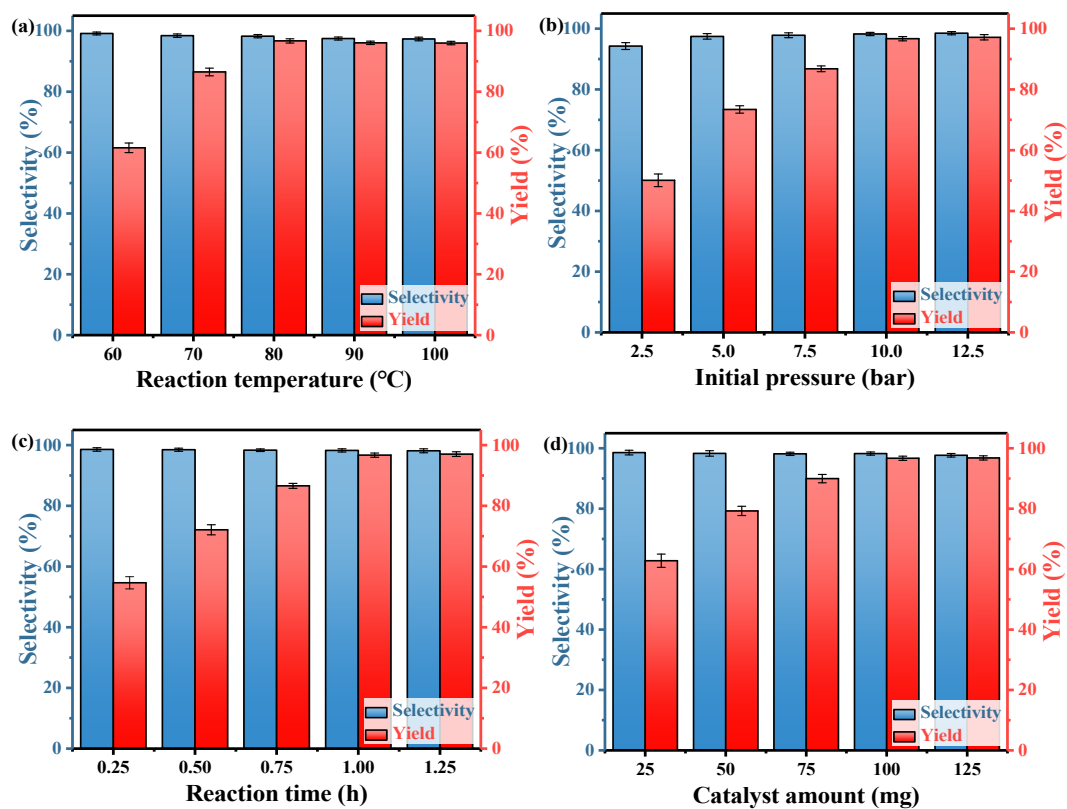 (a)
100
80
60
40
20
0
Selectivity (%)
100
80
60
40
20
0
Yield (%)
Selectivity
Yield
60 70 80 90 100
Reaction temperature (°C)
(b)
100
80
60
40
20
0
Selectivity (%)
100
80
60
40
20
0
Yield (%)
Selectivity
Yield
2.5 5.0 7.5 10.0 12.5
Initial pressure (bar)
(c)
100
80
60
40
20
0
Selectivity (%)
100
80
60
40
20
0
Yield (%)
Selectivity
Yield
0.25 0.50 0.75 1.00 1.25
Reaction time (h)
(d)
100
80
60
40
20
0
Selectivity (%)
100
80
60
40
20
0
Yield (%)
Selectivity
Yield
25 50 75 100 125
Catalyst amount (mg)